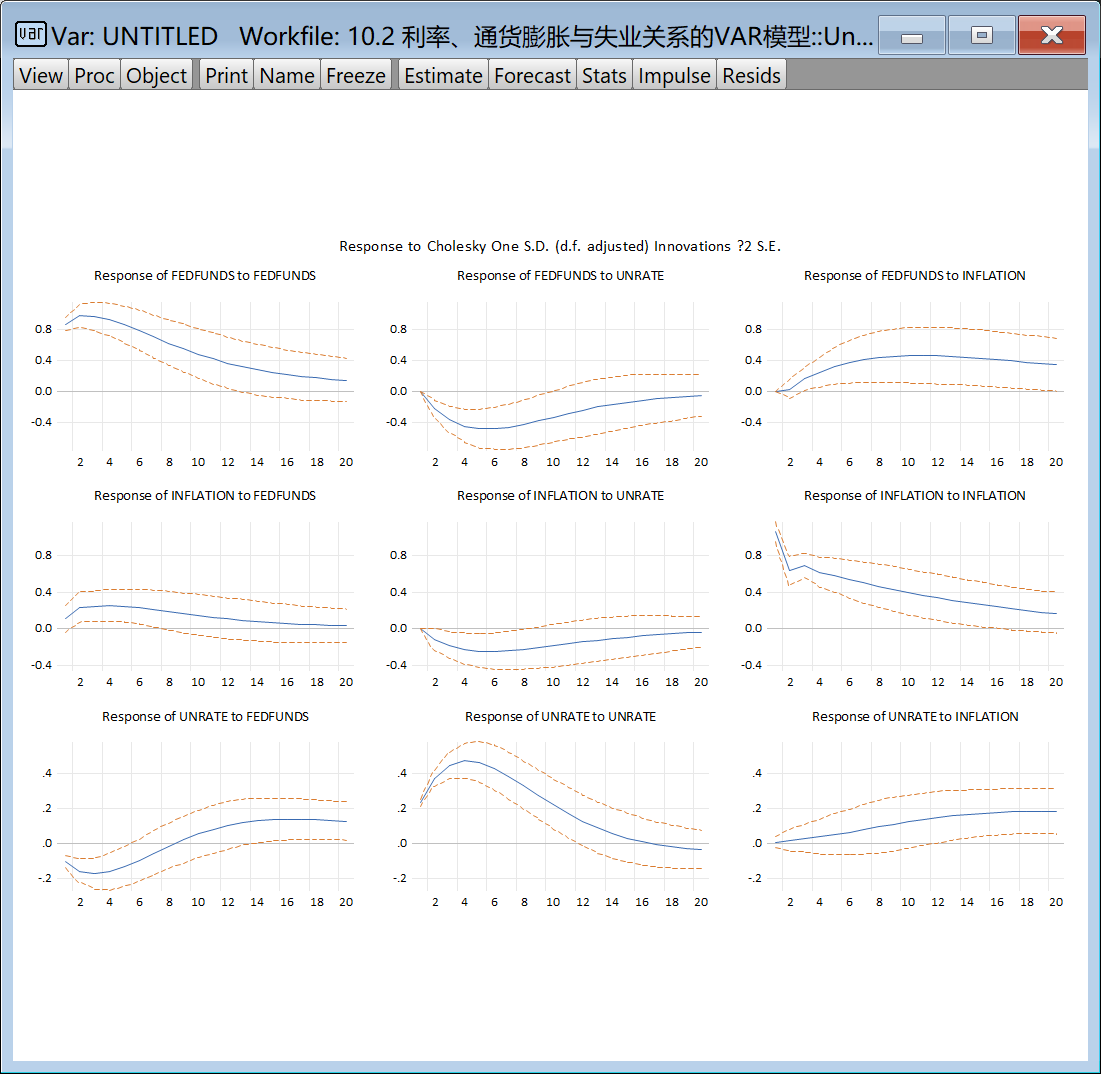 var Var: UNTITLED Workfile: 10.2 利率、通货膨胀与失业关系的VAR模型::Un...
View Proc Object Print Name Freeze Estimate Forecast Stats Impulse Resids
Response to Cholesky One S.D. (d.f. adjusted) Innovations ?2 S.E.
Response of FEDFUNDS to FEDFUNDS
0.8
0.4
0.0
-0.4
2 4 6 8 10 12 14 16 18 20
Response of FEDFUNDS to UNRATE
0.8
0.4
0.0
-0.4
2 4 6 8 10 12 14 16 18 20
Response of FEDFUNDS to INFLATION
0.8
0.4
0.0
-0.4
2 4 6 8 10 12 14 16 18 20
Response of INFLATION to FEDFUNDS
0.8
0.4
0.0
-0.4
2 4 6 8 10 12 14 16 18 20
Response of INFLATION to UNRATE
0.8
0.4
0.0
-0.4
2 4 6 8 10 12 14 16 18 20
Response of INFLATION to INFLATION
0.8
0.4
0.0
-0.4
2 4 6 8 10 12 14 16 18 20
Response of UNRATE to FEDFUNDS
.4
.2
.0
-.2
2 4 6 8 10 12 14 16 18 20
Response of UNRATE to UNRATE
.4
.2
.0
-.2
2 4 6 8 10 12 14 16 18 20
Response of UNRATE to INFLATION
.4
.2
.0
-.2
2 4 6 8 10 12 14 16 18 20